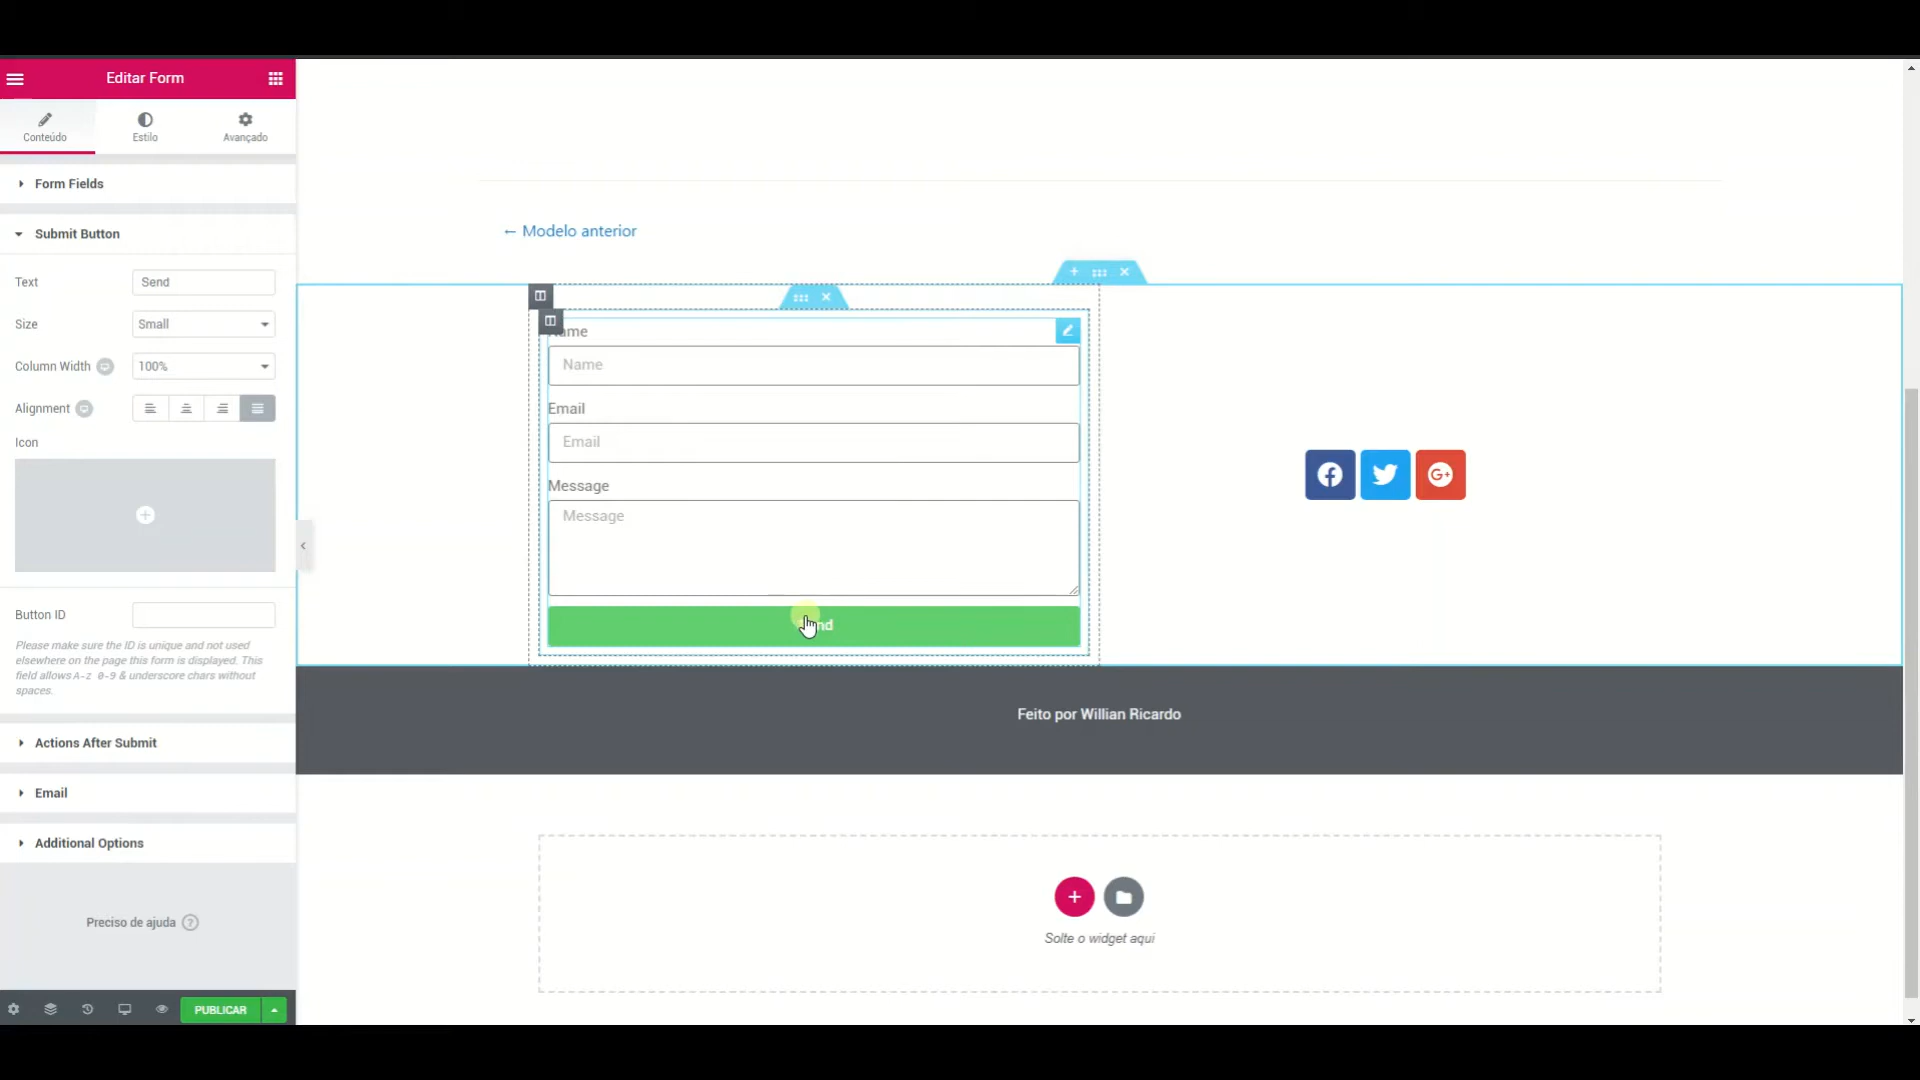 Editar Form
Conteúdo
Estilo
Avançado
Form Fields
Submit Button
Text
Send
Size
Small
Column Width
100%
Alignment
Icon
Button ID
Please make sure the ID is unique and not used
elsewhere on the page this form is displayed. This
field allows A-z 0-9 & underscore chars without
spaces.
Actions After Submit
Email
Additional Options
Preciso de ajuda
PUBLICAR
← Modelo anterior
Name
Email
Email
Message
Message
Feito por Willian Ricardo
Solte o widget aqui